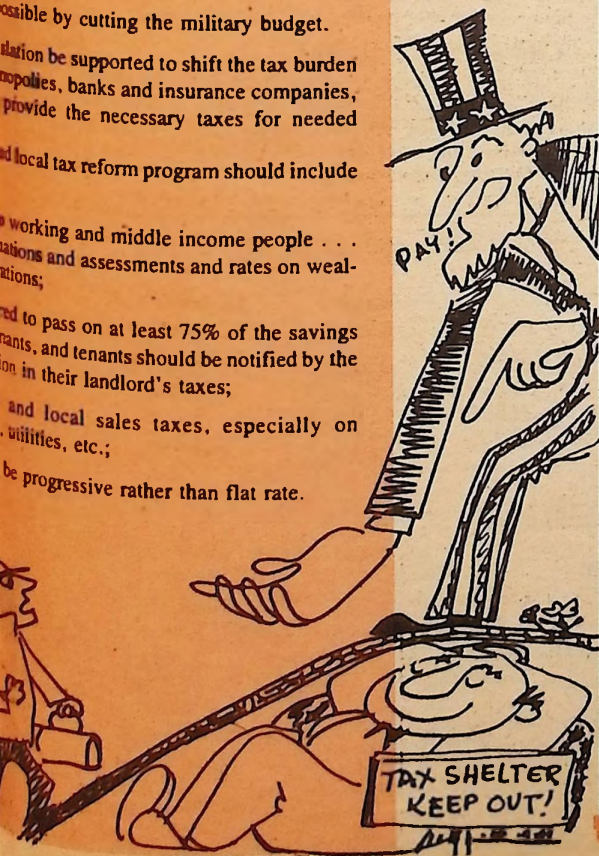 ossible by cutting the military budget.
slation be supported to shift the tax burden
nopolies, banks and insurance companies,
provide the necessary taxes for needed
nd local tax reform program should include
working and middle income people . . .
nations and assessments and rates on weal-
ations;
red to pass on at least 75% of the savings
nants, and tenants should be notified by the
ion in their landlord's taxes;
and local sales taxes, especially on
utilities, etc.;
be progressive rather than flat rate.
PAY!
TAX SHELTER
KEEP OUT!